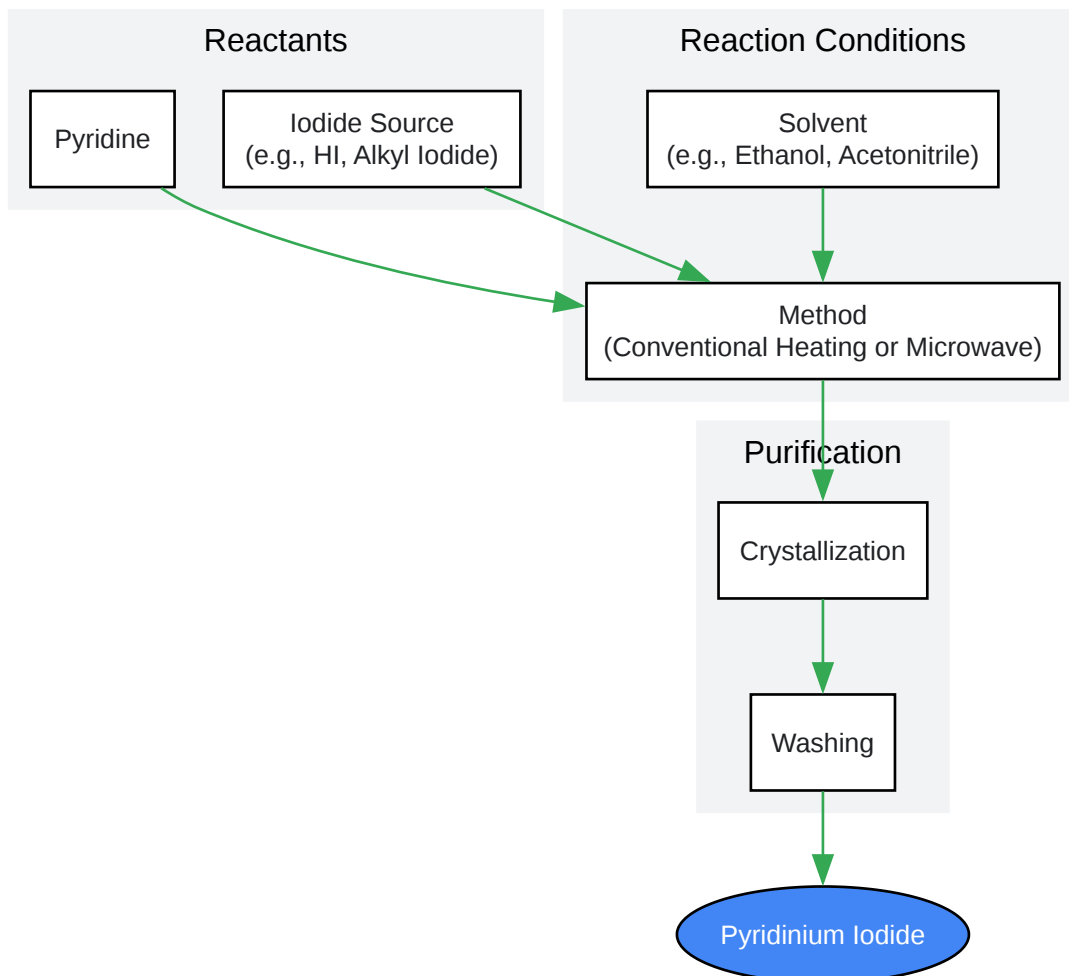 Reactants
Pyridine
Iodide Source
(e.g., HI, Alkyl Iodide)
Reaction Conditions
Solvent
(e.g., Ethanol, Acetonitrile)
Method
(Conventional Heating or Microwave)
Purification
Crystallization
Washing
Pyridinium Iodide